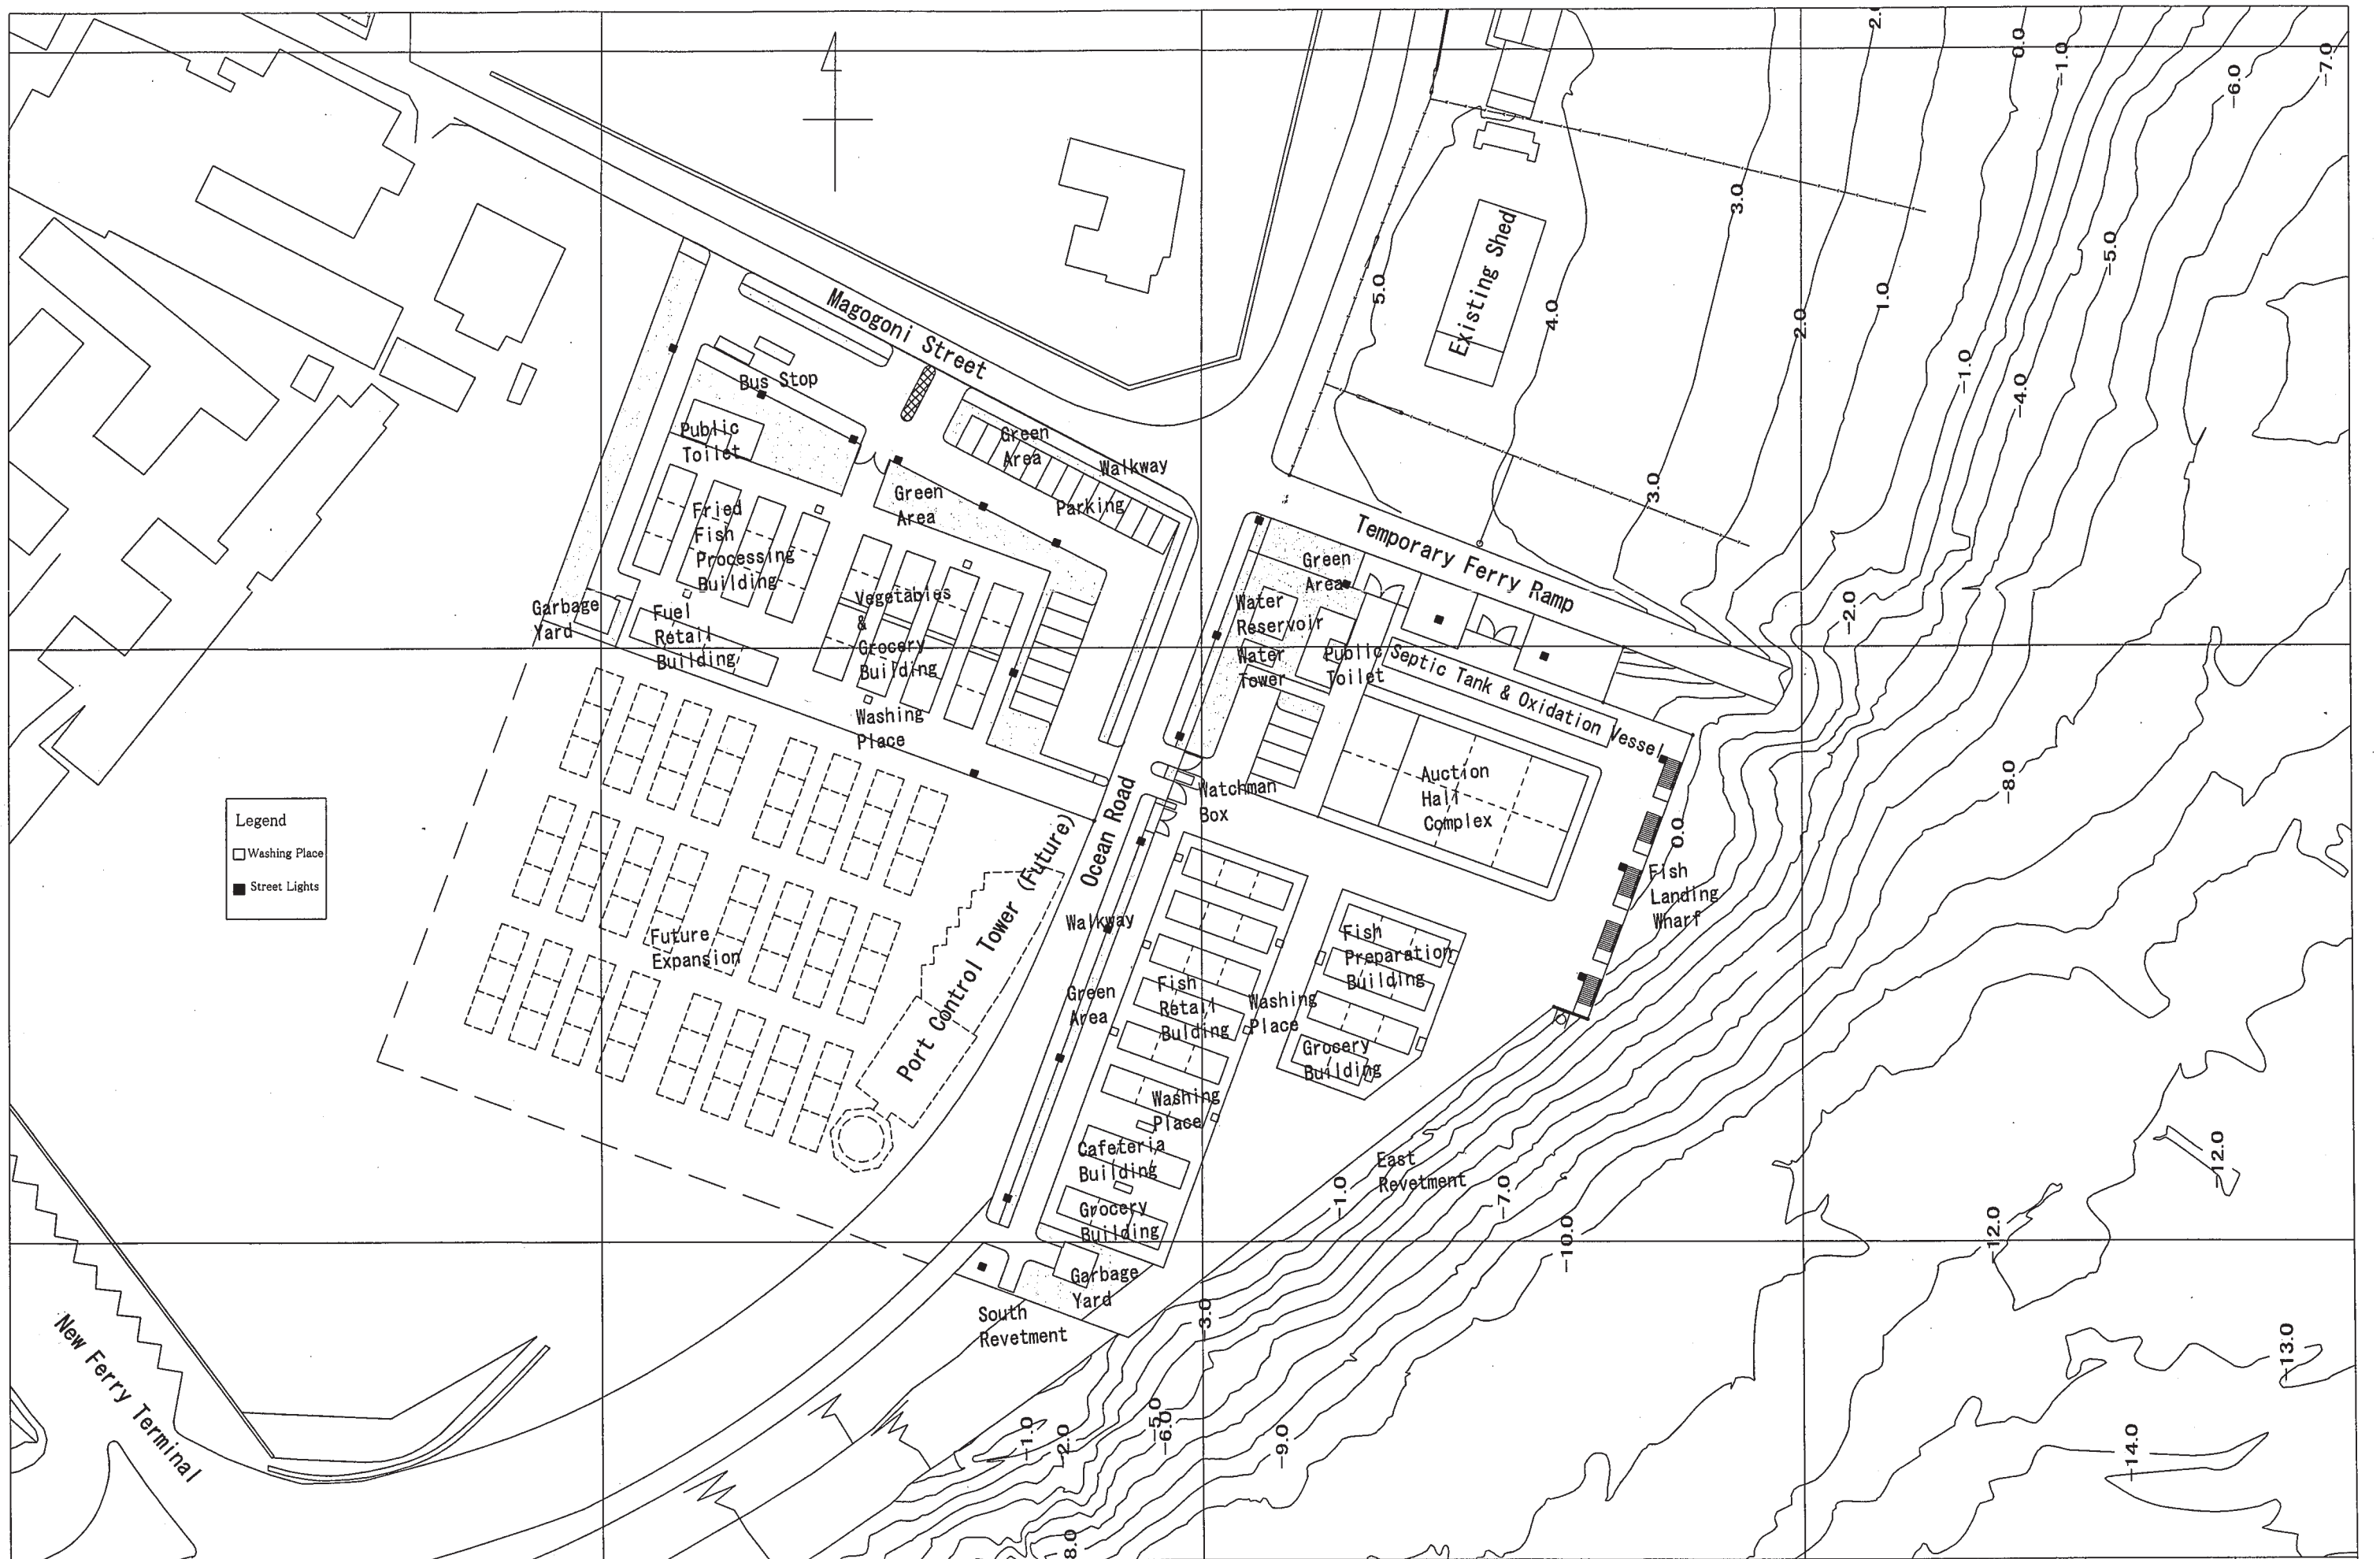 2.0
0.0
-1.0
-6.0
-7.0
3.0
-5.0
5.0
4.0
2.0
1.0
-1.0
-4.0
Existing Shed
Magogoni Street
Bus Stop
Public
Toilet
Green
Area
Walkway
Parking
Green
Area
Fried
Fish
Processing
Building
3.0
Temporary Ferry Ramp
Green
Area
Vegetables
&
Grocery
Building
Garbage
Yard
Fuel
Retail
Building
Water
Reservoir
Water
Tower
Public
Toilet
Septic Tank & Oxidation Vessel
-2.0
Washing
Place
-8.0
Watchman
Box
Auction
Hall
Complex
0.0
Legend
Washing Place
Street Lights
Ocean Road
Port Control Tower (Future)
Fish
Landing
Wharf
Walkway
Future
Expansion
Fish
Preparation
Building
Green
Area
Fish
Retail
Bulding
Washing
Place
Grocery
Building
Washing
Place
Cafeteria
Building
Grocery
Building
East
Revetment
-1.0
-7.0
-10.0
-12.0
-12.0
Garbage
Yard
South
Revetment
-3.0
New Ferry Terminal
-13.0
-1.0
-2.0
-5.0
-6.0
-9.0
-14.0
8.0